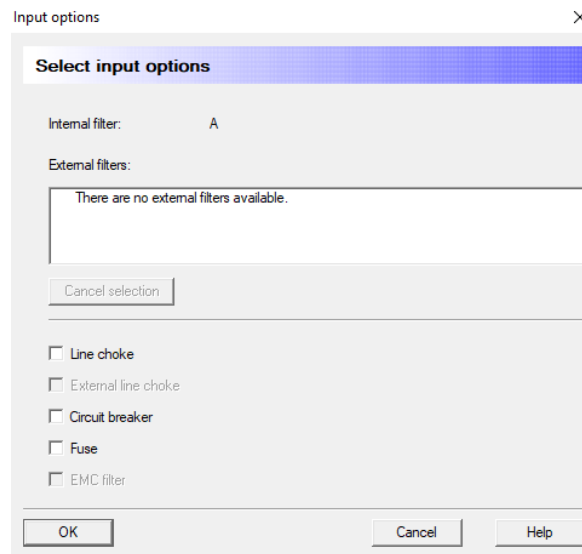 Input options
Select input options
Internal filter: A
External filters:
There are no external filters available.
Cancel selection
Line choke
External line choke
Circuit breaker
Fuse
EMC filter
OK Cancel Help